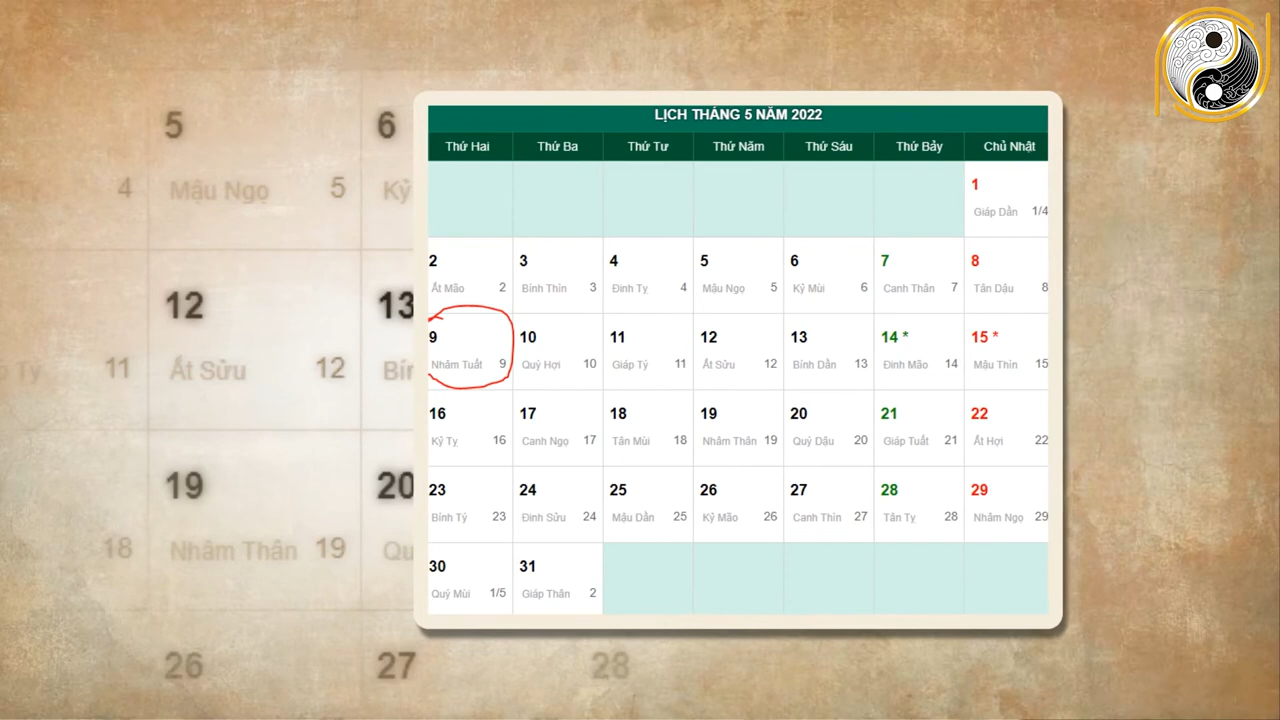 LỊCH THÁNG 5 NĂM 2022
Thứ Hai Thứ Ba Thứ Tư Thứ Năm Thứ Sáu Thứ Bảy Chủ Nhật
1
Giáp Dần 1/4
2 3 4 5 6 7 8
Ất Mão 2 Bính Thìn 3 Đinh Tỵ 4 Mậu Ngọ 5 Kỷ Mùi 6 Canh Thân 7 Tân Dậu 8
9 10 11 12 13 14 * 15 *
Nhâm Tuất 9 Quý Hợi 10 Giáp Tý 11 Ất Sửu 12 Bính Dần 13 Đinh Mão 14 Mậu Thìn 15
16 17 18 19 20 21 22
Kỷ Tỵ 16 Canh Ngọ 17 Tân Mùi 18 Nhâm Thân 19 Quý Dậu 20 Giáp Tuất 21 Ất Hợi 22
23 24 25 26 27 28 29
Bính Tý 23 Đinh Sửu 24 Mậu Dần 25 Kỷ Mão 26 Canh Thìn 27 Tân Tỵ 28 Nhâm Ngọ 29
30 31
Quý Mùi 1/5 Giáp Thân 2
5 6
4 Mậu Ngọ 5 Kỷ
12 13
11 Ất Sửu 12
19 20
18 Nhâm Thân 19
26 27 28